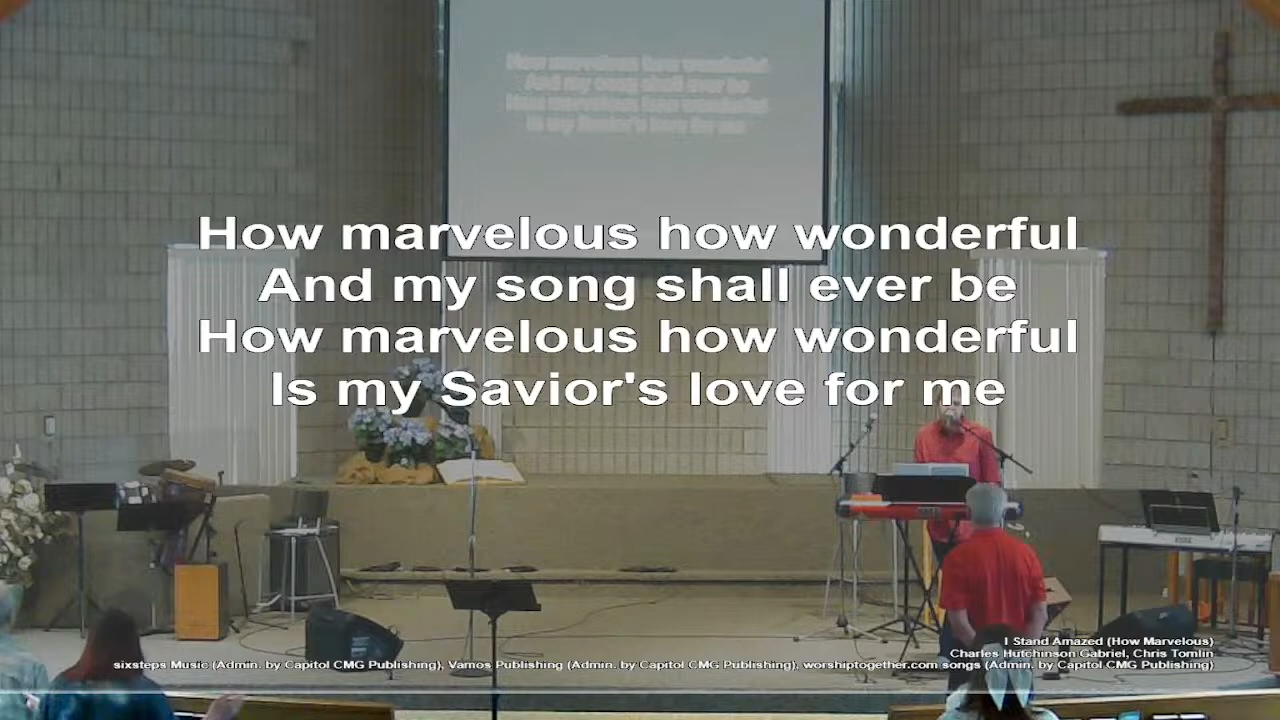 How marvelous how wonderful
And my song shall ever be
How marvelous how wonderful
Is my Savior's love for me
How marvelous how wonderful
And my song shall ever be
How marvelous how wonderful
Is my Savior's love for me
I Stand Amazed (How Marvelous)
Charles Hutchinson Gabriel, Chris Tomlin
sixsteps Music (Admin. by Capitol CMG Publishing), Vamos Publishing (Admin. by Capitol CMG Publishing), worshiptogether.com songs (Admin. by Capitol CMG Publishing)